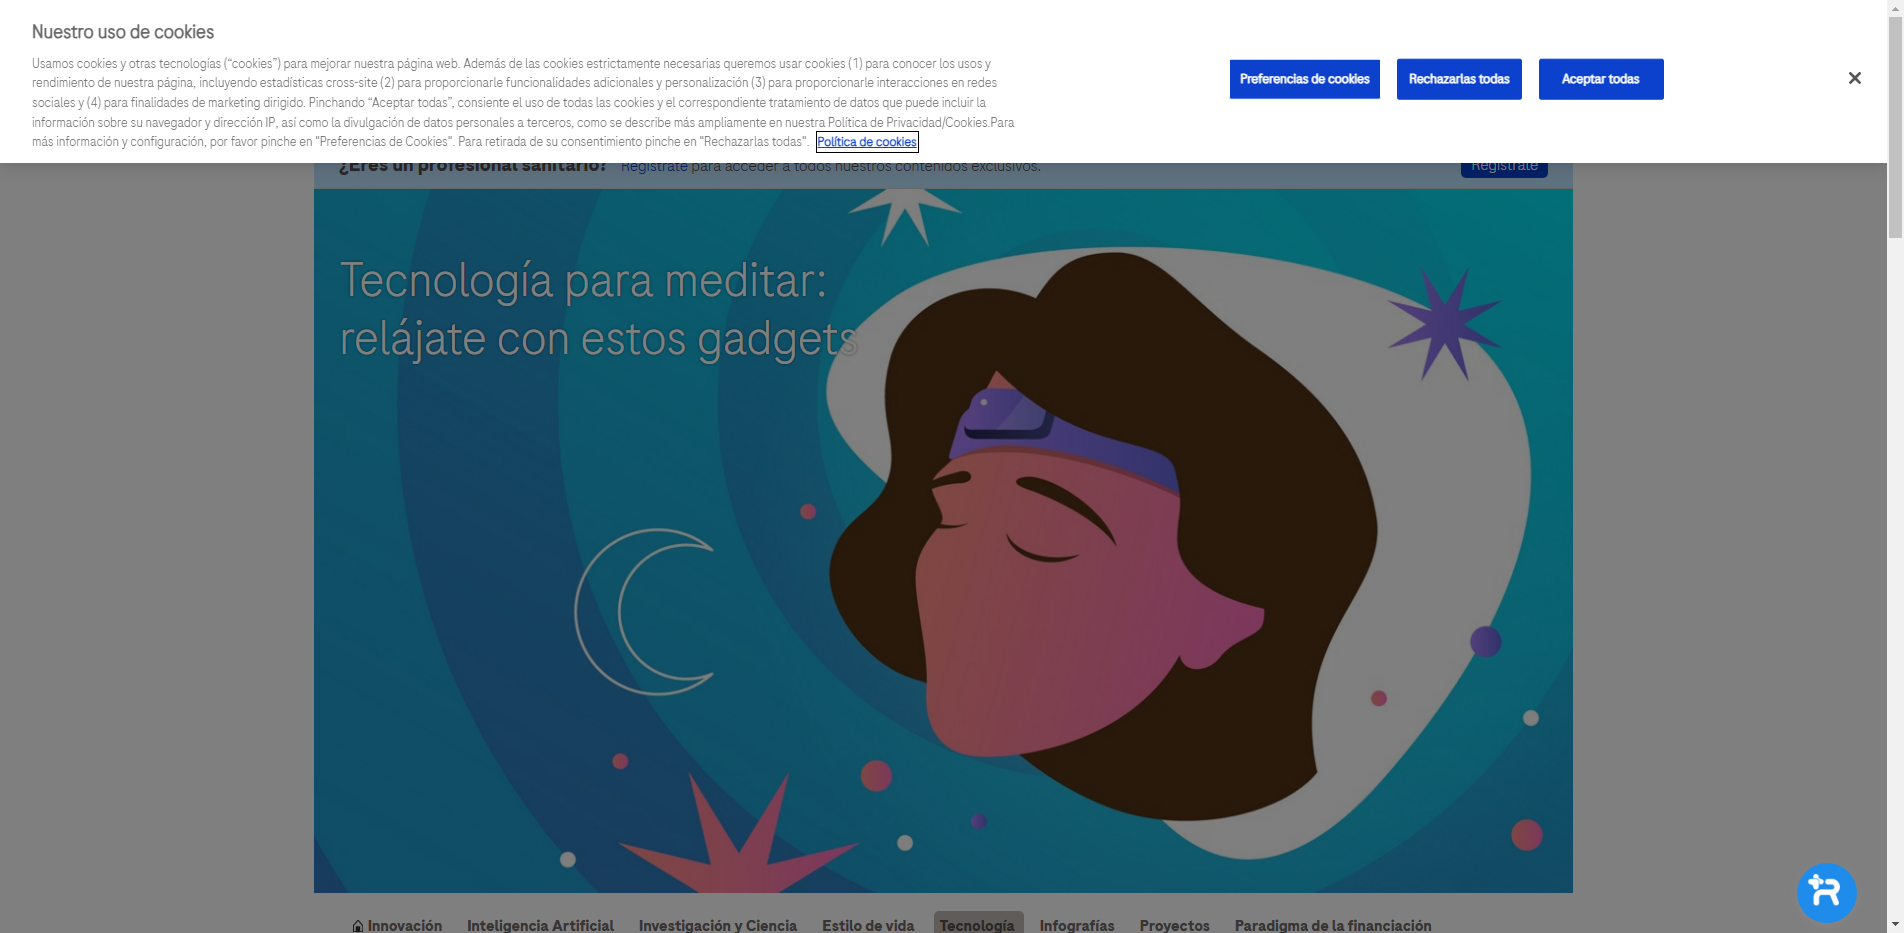 Nuestro uso de cookies
Usamos cookies y otras tecnologías (“cookies”) para mejorar nuestra página web. Además de las cookies estrictamente necesarias queremos usar cookies (1) para conocer los usos y
rendimiento de nuestra página, incluyendo estadísticas cross-site (2) para proporcionarle funcionalidades adicionales y personalización (3) para proporcionarle interacciones en redes
sociales y (4) para finalidades de marketing dirigido. Pinchando “Aceptar todas”, consiente el uso de todas las cookies y el correspondiente tratamiento de datos que puede incluir la
información sobre su navegador y dirección IP, así como la divulgación de datos personales a terceros, como se describe más ampliamente en nuestra Política de Privacidad/Cookies.Para
más información y configuración, por favor pinche en "Preferencias de Cookies". Para retirada de su consentimiento pinche en "Rechazarlas todas". Política de cookies
Preferencias de cookies
Rechazarlas todas
Aceptar todas
¿Eres un profesional sanitario? Regístrate para acceder a todos nuestros contenidos exclusivos.
Regístrate
Tecnología para meditar:
relájate con estos gadgets
Innovación Inteligencia Artificial Investigación y Ciencia Estilo de vida Tecnología Infografías Proyectos Paradigma de la financiación